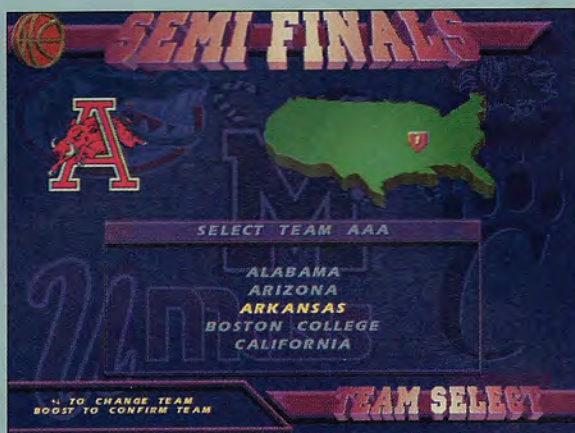 SEMI FINALS
A
1
M
SELECT TEAM AAA
ALABAMA
ARIZONA
ARKANSAS
BOSTON COLLEGE
CALIFORNIA
TO CHANGE TEAM
BOOST TO CONFIRM TEAM
TEAM SELECT